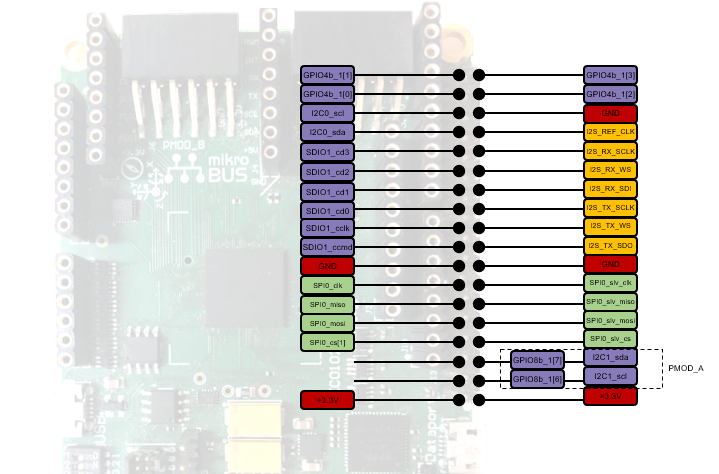 PMOD_B
mikro
BUS
GPIO4b_1[1] GPIO4b_1[3]
GPIO4b_1[0] GPIO4b_1[2]
I2C0_scl GND
I2C0_sda I2S_REF_CLK
SDIO1_cd3 I2S_RX_SCLK
SDIO1_cd2 I2S_RX_WS
SDIO1_cd1 I2S_RX_SDI
SDIO1_cd0 I2S_TX_SCLK
SDIO1_cclk I2S_TX_WS
SDIO1_ccmd I2S_TX_SDO
GND GND
SPI0_clk SPI0_slv_clk
SPI0_miso SPI0_slv_miso
SPI0_mosi SPI0_slv_mosi
SPI0_cs[1] SPI0_slv_cs
GPIO8b_1[7] I2C1_sda
PMOD_A
GPIO8b_1[6] I2C1_scl
+3.3V +3.3V